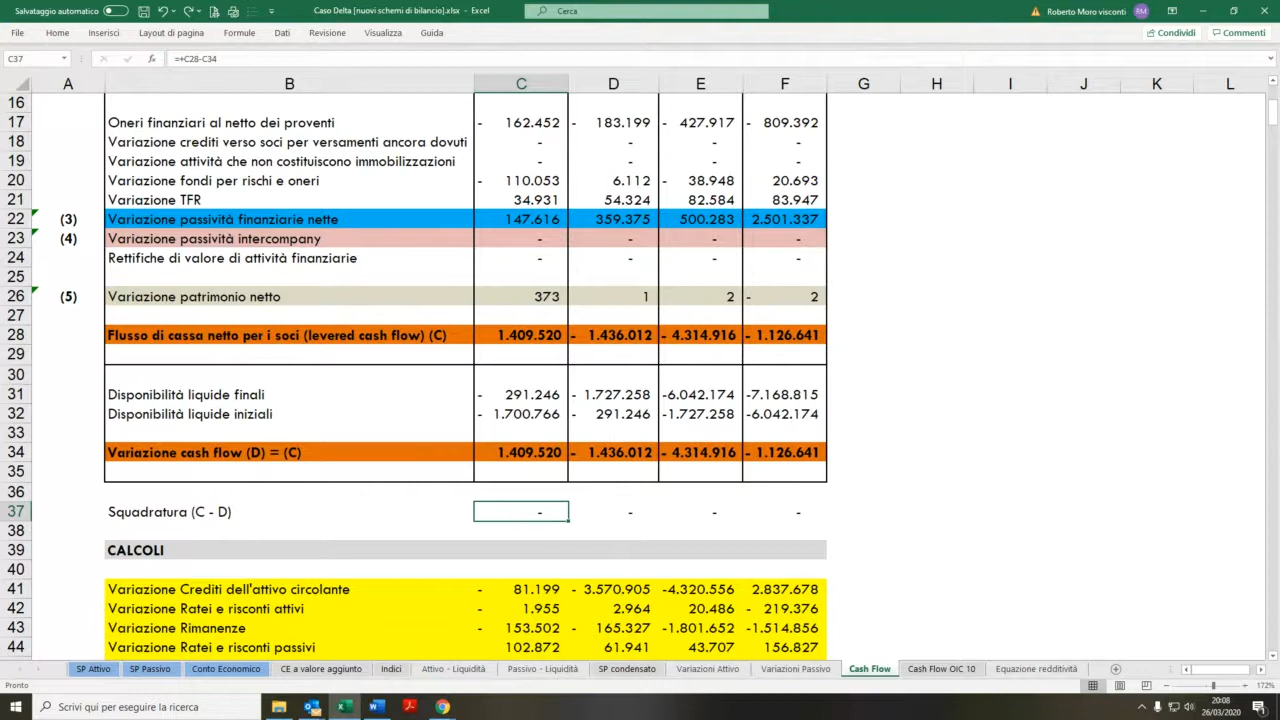 Salvataggio automatico Caso Delta [nuovi schemi di bilancio].xlsx - Excel Cerca Roberto Moro visconti RM
File Home Inserisci Layout di pagina Formule Dati Revisione Visualizza Guida Condividi Commenti
C37 fx =+C28-C34
A B C D E F G H I J K L
16
17 Oneri finanziari al netto dei proventi - 162.452 - 183.199 - 427.917 - 809.392
18 Variazione crediti verso soci per versamenti ancora dovuti - - - -
19 Variazione attività che non costituiscono immobilizzazioni - - - -
20 Variazione fondi per rischi e oneri - 110.053 6.112 - 38.948 20.693
21 Variazione TFR 34.931 54.324 82.584 83.947
22 (3) Variazione passività finanziarie nette 147.616 359.375 500.283 2.501.337
23 (4) Variazione passività intercompany - - - -
24 Rettifiche di valore di attività finanziarie - - - -
25
26 (5) Variazione patrimonio netto 373 1 2 - 2
27
28 Flusso di cassa netto per i soci (levered cash flow) (C) 1.409.520 - 1.436.012 - 4.314.916 - 1.126.641
29
30
31 Disponibilità liquide finali - 291.246 - 1.727.258 -6.042.174 -7.168.815
32 Disponibilità liquide iniziali - 1.700.766 - 291.246 -1.727.258 -6.042.174
33
34 Variazione cash flow (D) = (C) 1.409.520 - 1.436.012 - 4.314.916 - 1.126.641
35
36
37 Squadratura (C - D) - - - -
38
39 CALCOLI
40
41 Variazione Crediti dell'attivo circolante - 81.199 - 3.570.905 -4.320.556 2.837.678
42 Variazione Ratei e risconti attivi - 1.955 2.964 20.486 - 219.376
43 Variazione Rimanenze - 153.502 - 165.327 -1.801.652 -1.514.856
44 Variazione Ratei e risconti passivi 102.872 61.941 43.707 156.827
SP Attivo SP Passivo Conto Economico CE a valore aggiunto Indici Attivo - Liquidità Passivo - Liquidità SP condensato Variazioni Attivo Variazioni Passivo Cash Flow Cash Flow OIC 10 Equazione redditività
Pronto 172%
Scrivi qui per eseguire la ricerca 20:08
26/03/2020